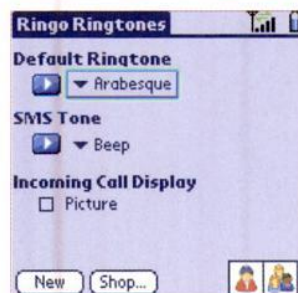 Ringo Ringtones
Default Ringtone
Arabesque
SMS Tone
Beep
Incoming Call Display
Picture
New
Shop...